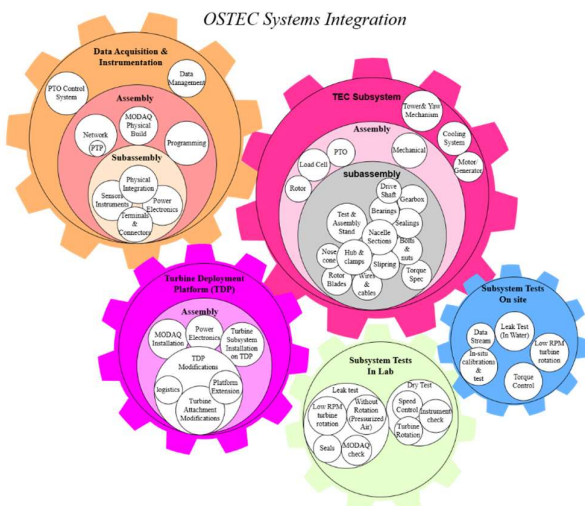 OSTEC Systems Integration
Data Acquisition &
Instrumentation
PTO Control
System
Data
Management
Assembly
MODAQ
Physical
Build
Network
PTP
Programming
Subassembly
Physical
Integration
Sensors
Instruments
Power
Electronics
Terminals
&
Connectors
TEC Subsystem
Tower& Yaw
Mechanism
Cooling
System
Motor/
Generator
Assembly
PTO
Load Cell
Rotor
Mechanical
subassembly
Drive
Shaft
Gearbox
Bearings
Sealings
Test &
Assembly
Stand
Nacelle
Sections
Bolts
&
nuts
Nose
cone
Hub &
clamps
Slipring
Rotor
Blades
Wires
&
cables
Torque
Spec
Turbine Deployment
Platform (TDP)
Assembly
MODAQ
Installation
Power
Electronics
Turbine
Subsystem
Installation
on TDP
TDP
Modifications
logistics
Platform
Extension
Turbine
Attachment
Modifications
Subsystem Tests
On site
Data
Stream
Leak Test
(In Water)
Low RPM
turbine
rotation
In-situ
calibrations
& test
Torque
Control
Subsystem Tests
In Lab
Leak test
Low RPM
turbine
rotation
Without
Rotation
(Pressurized
Air)
Seals
MODAQ
check
Dry Test
Speed
Control
Instrument
check
Turbine
Rotation